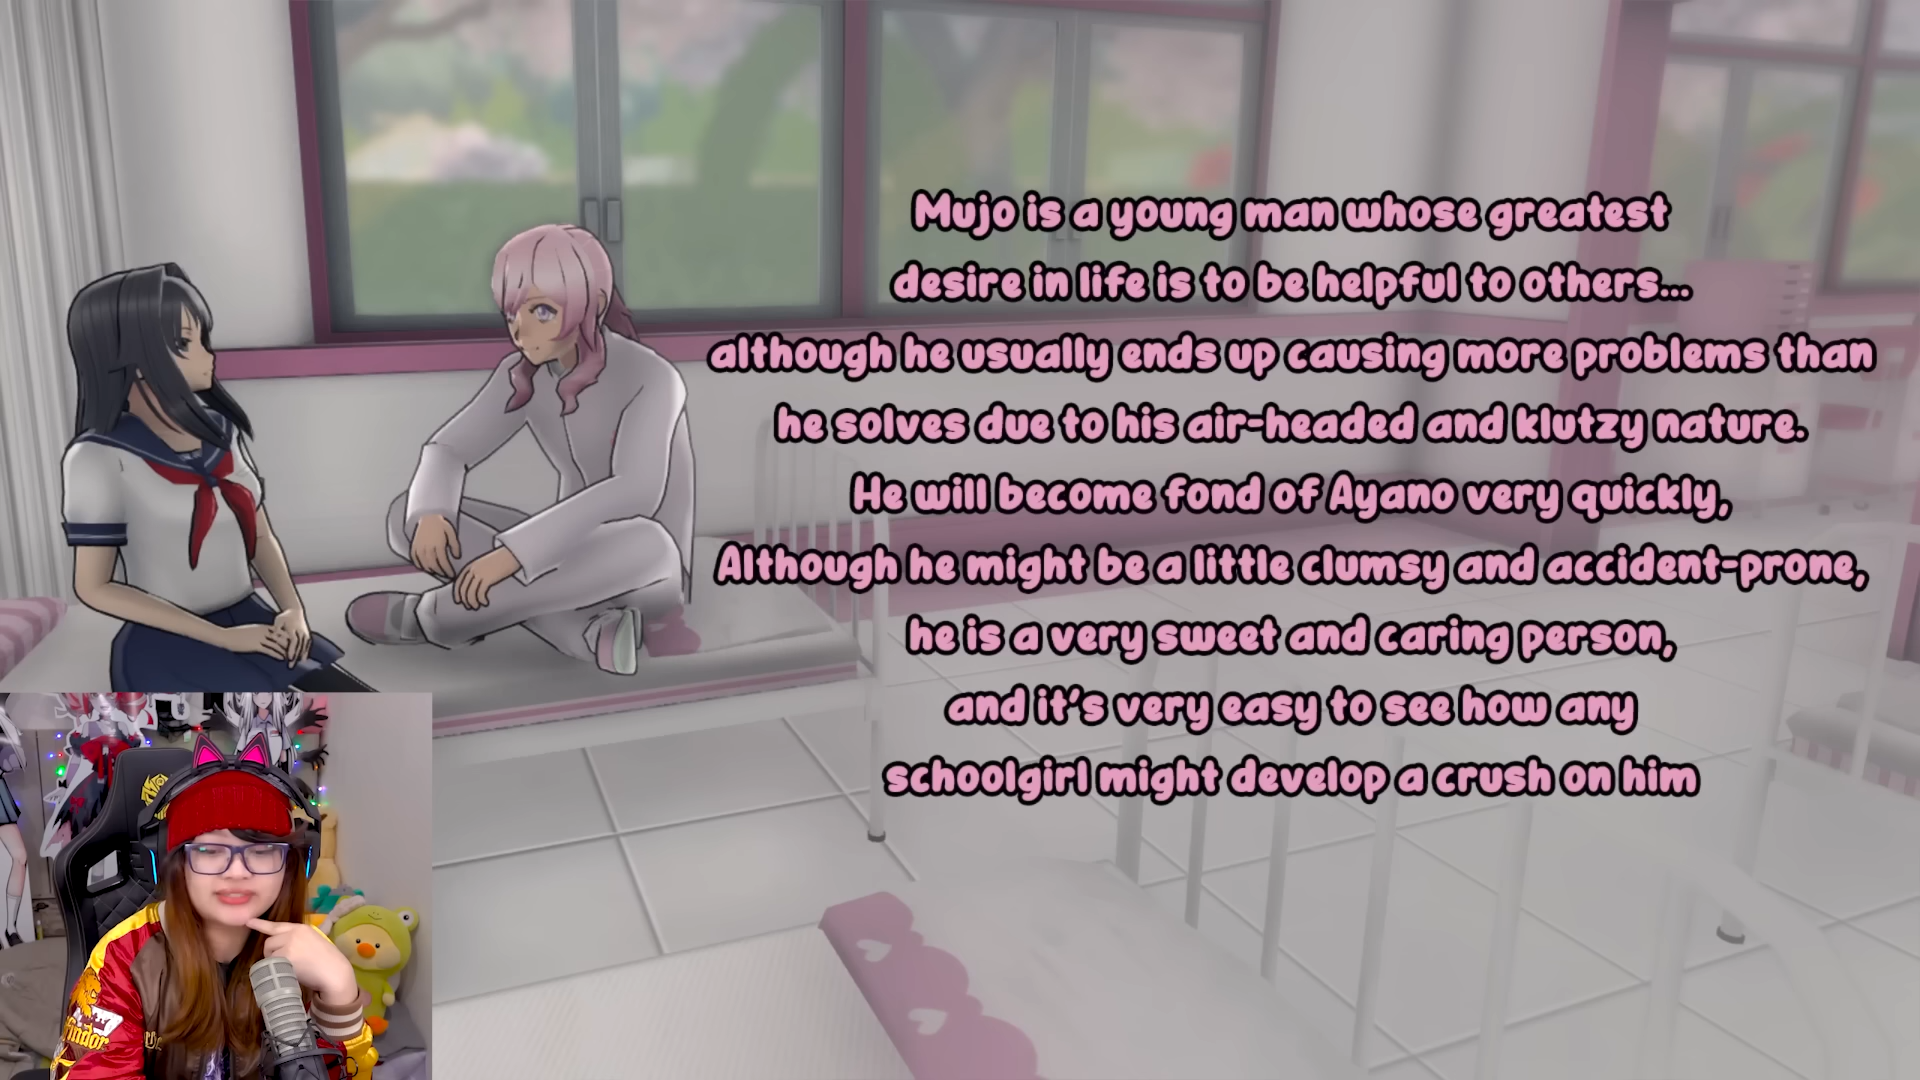 Mujo is a young man whose greatest
desire in life is to be helpful to others...
although he usually ends up causing more problems than
he solves due to his air-headed and klutzy nature.
He will become fond of Ayano very quickly,
Although he might be a little clumsy and accident-prone,
he is a very sweet and caring person,
and it's very easy to see how any
schoolgirl might develop a crush on him